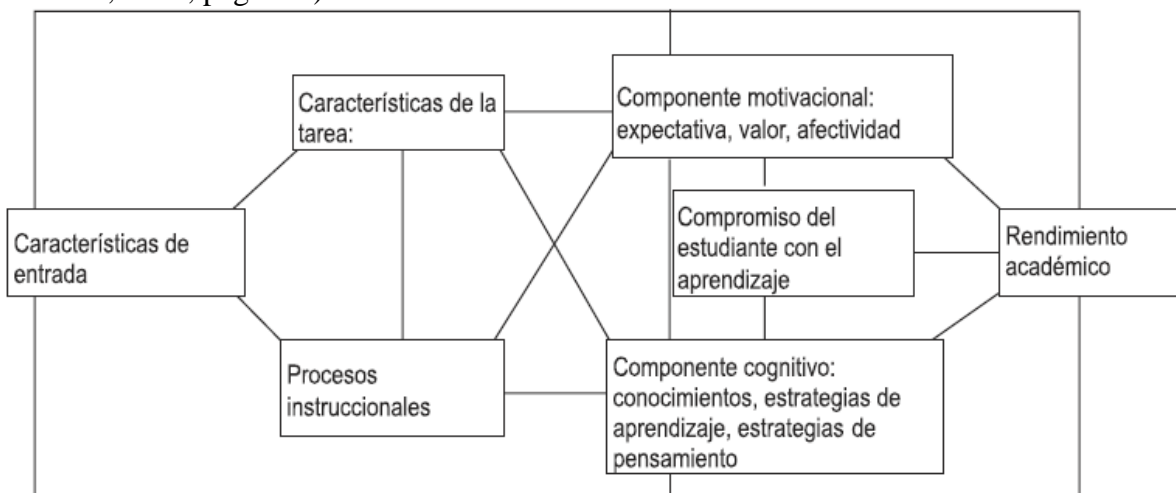 Características de la
tarea:
Componente motivacional:
expectativa, valor, afectividad
Características de
entrada
Compromiso del
estudiante con el
aprendizaje
Rendimiento
académico
Procesos
instruccionales
Componente cognitivo:
conocimientos, estrategias de
aprendizaje, estrategias de
pensamiento